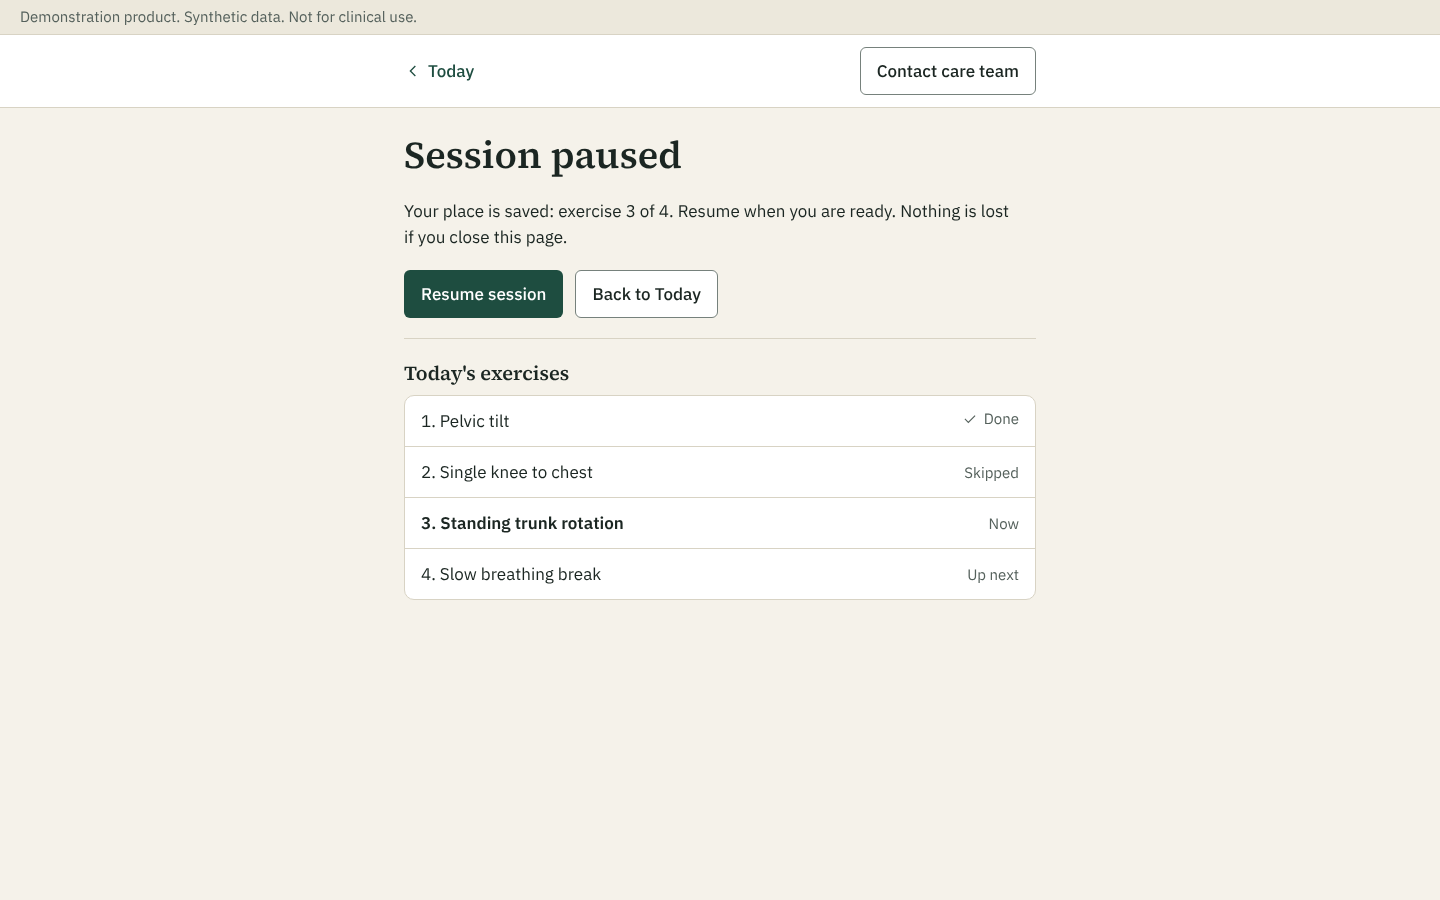 Demonstration product. Synthetic data. Not for clinical use.
Today
Contact care team
Session paused
Your place is saved: exercise 3 of 4. Resume when you are ready. Nothing is lost
if you close this page.
Resume session
Back to Today
Today's exercises
1. Pelvic tilt
Done
2. Single knee to chest
Skipped
3. Standing trunk rotation
Now
4. Slow breathing break
Up next